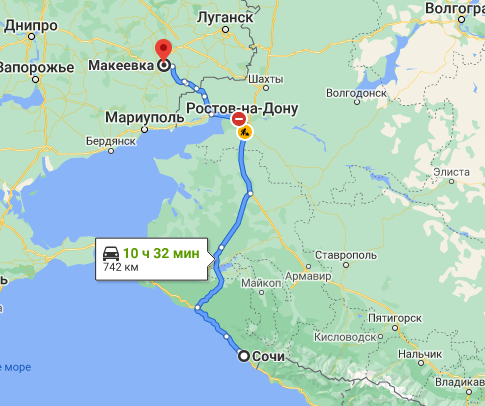 Волгогра
Днипро
Луганск
Запорожье
Макеевка
Шахты
Волгодонск
Ростов-на-Дону
Мариуполь
Бердянск
Элиста
10 ч 32 мин
742 км
Ставрополь
Армавир
Майкоп
Пятигорск
Кисловодск
Сочи
Нальчик
е море
Владикав
ь